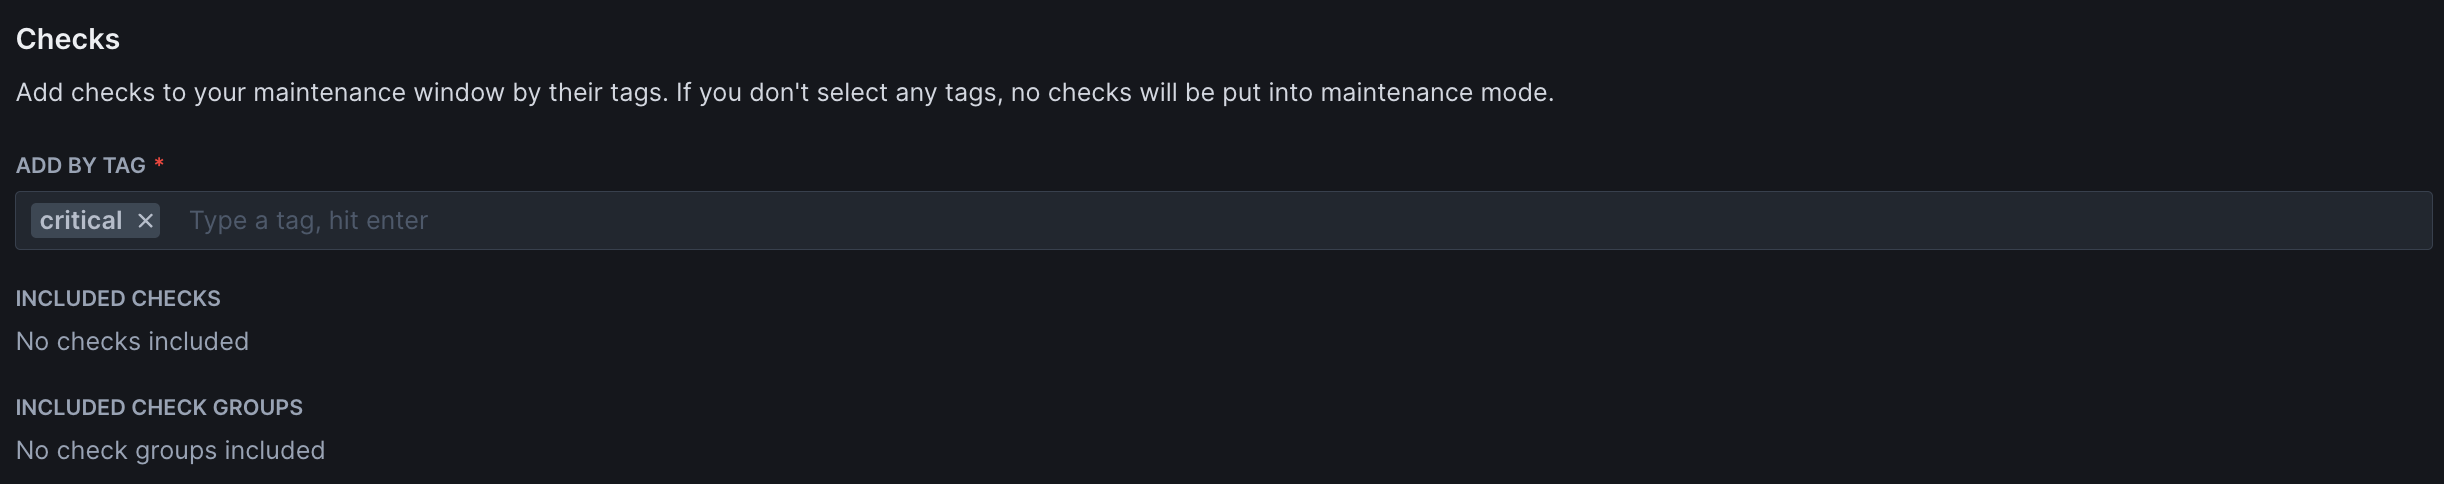 Checks
Add checks to your maintenance window by their tags. If you don't select any tags, no checks will be put into maintenance mode.
ADD BY TAG *
critical × Type a tag, hit enter
INCLUDED CHECKS
No checks included
INCLUDED CHECK GROUPS
No check groups included